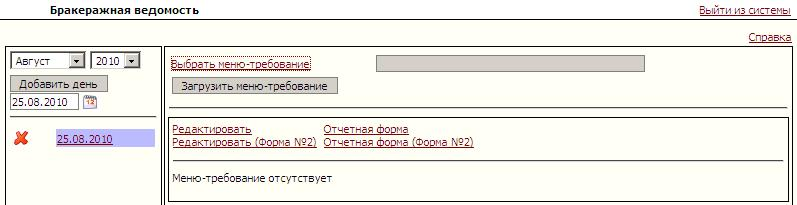 Бракеражная ведомость
Выйти из системы
Справка
Август
2010
Добавить день
25.08.2010
12
25.08.2010
Выбрать меню-требование
Загрузить меню-требование
Редактировать Отчетная форма
Редактировать (Форма №2) Отчетная форма (Форма №2)
Меню-требование отсутствует